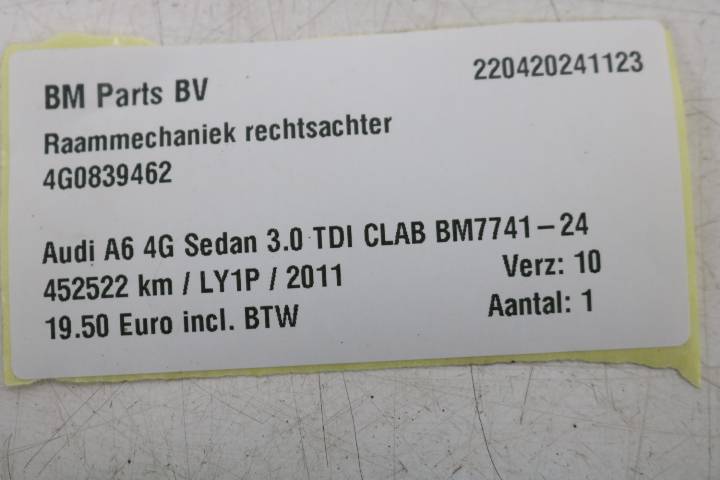 BM Parts BV 220420241123
Raammechaniek rechtsachter
4G0839462
Audi A6 4G Sedan 3.0 TDI CLAB BM7741-24
452522 km / LY1P / 2011 Verz: 10
19.50 Euro incl. BTW Aantal: 1